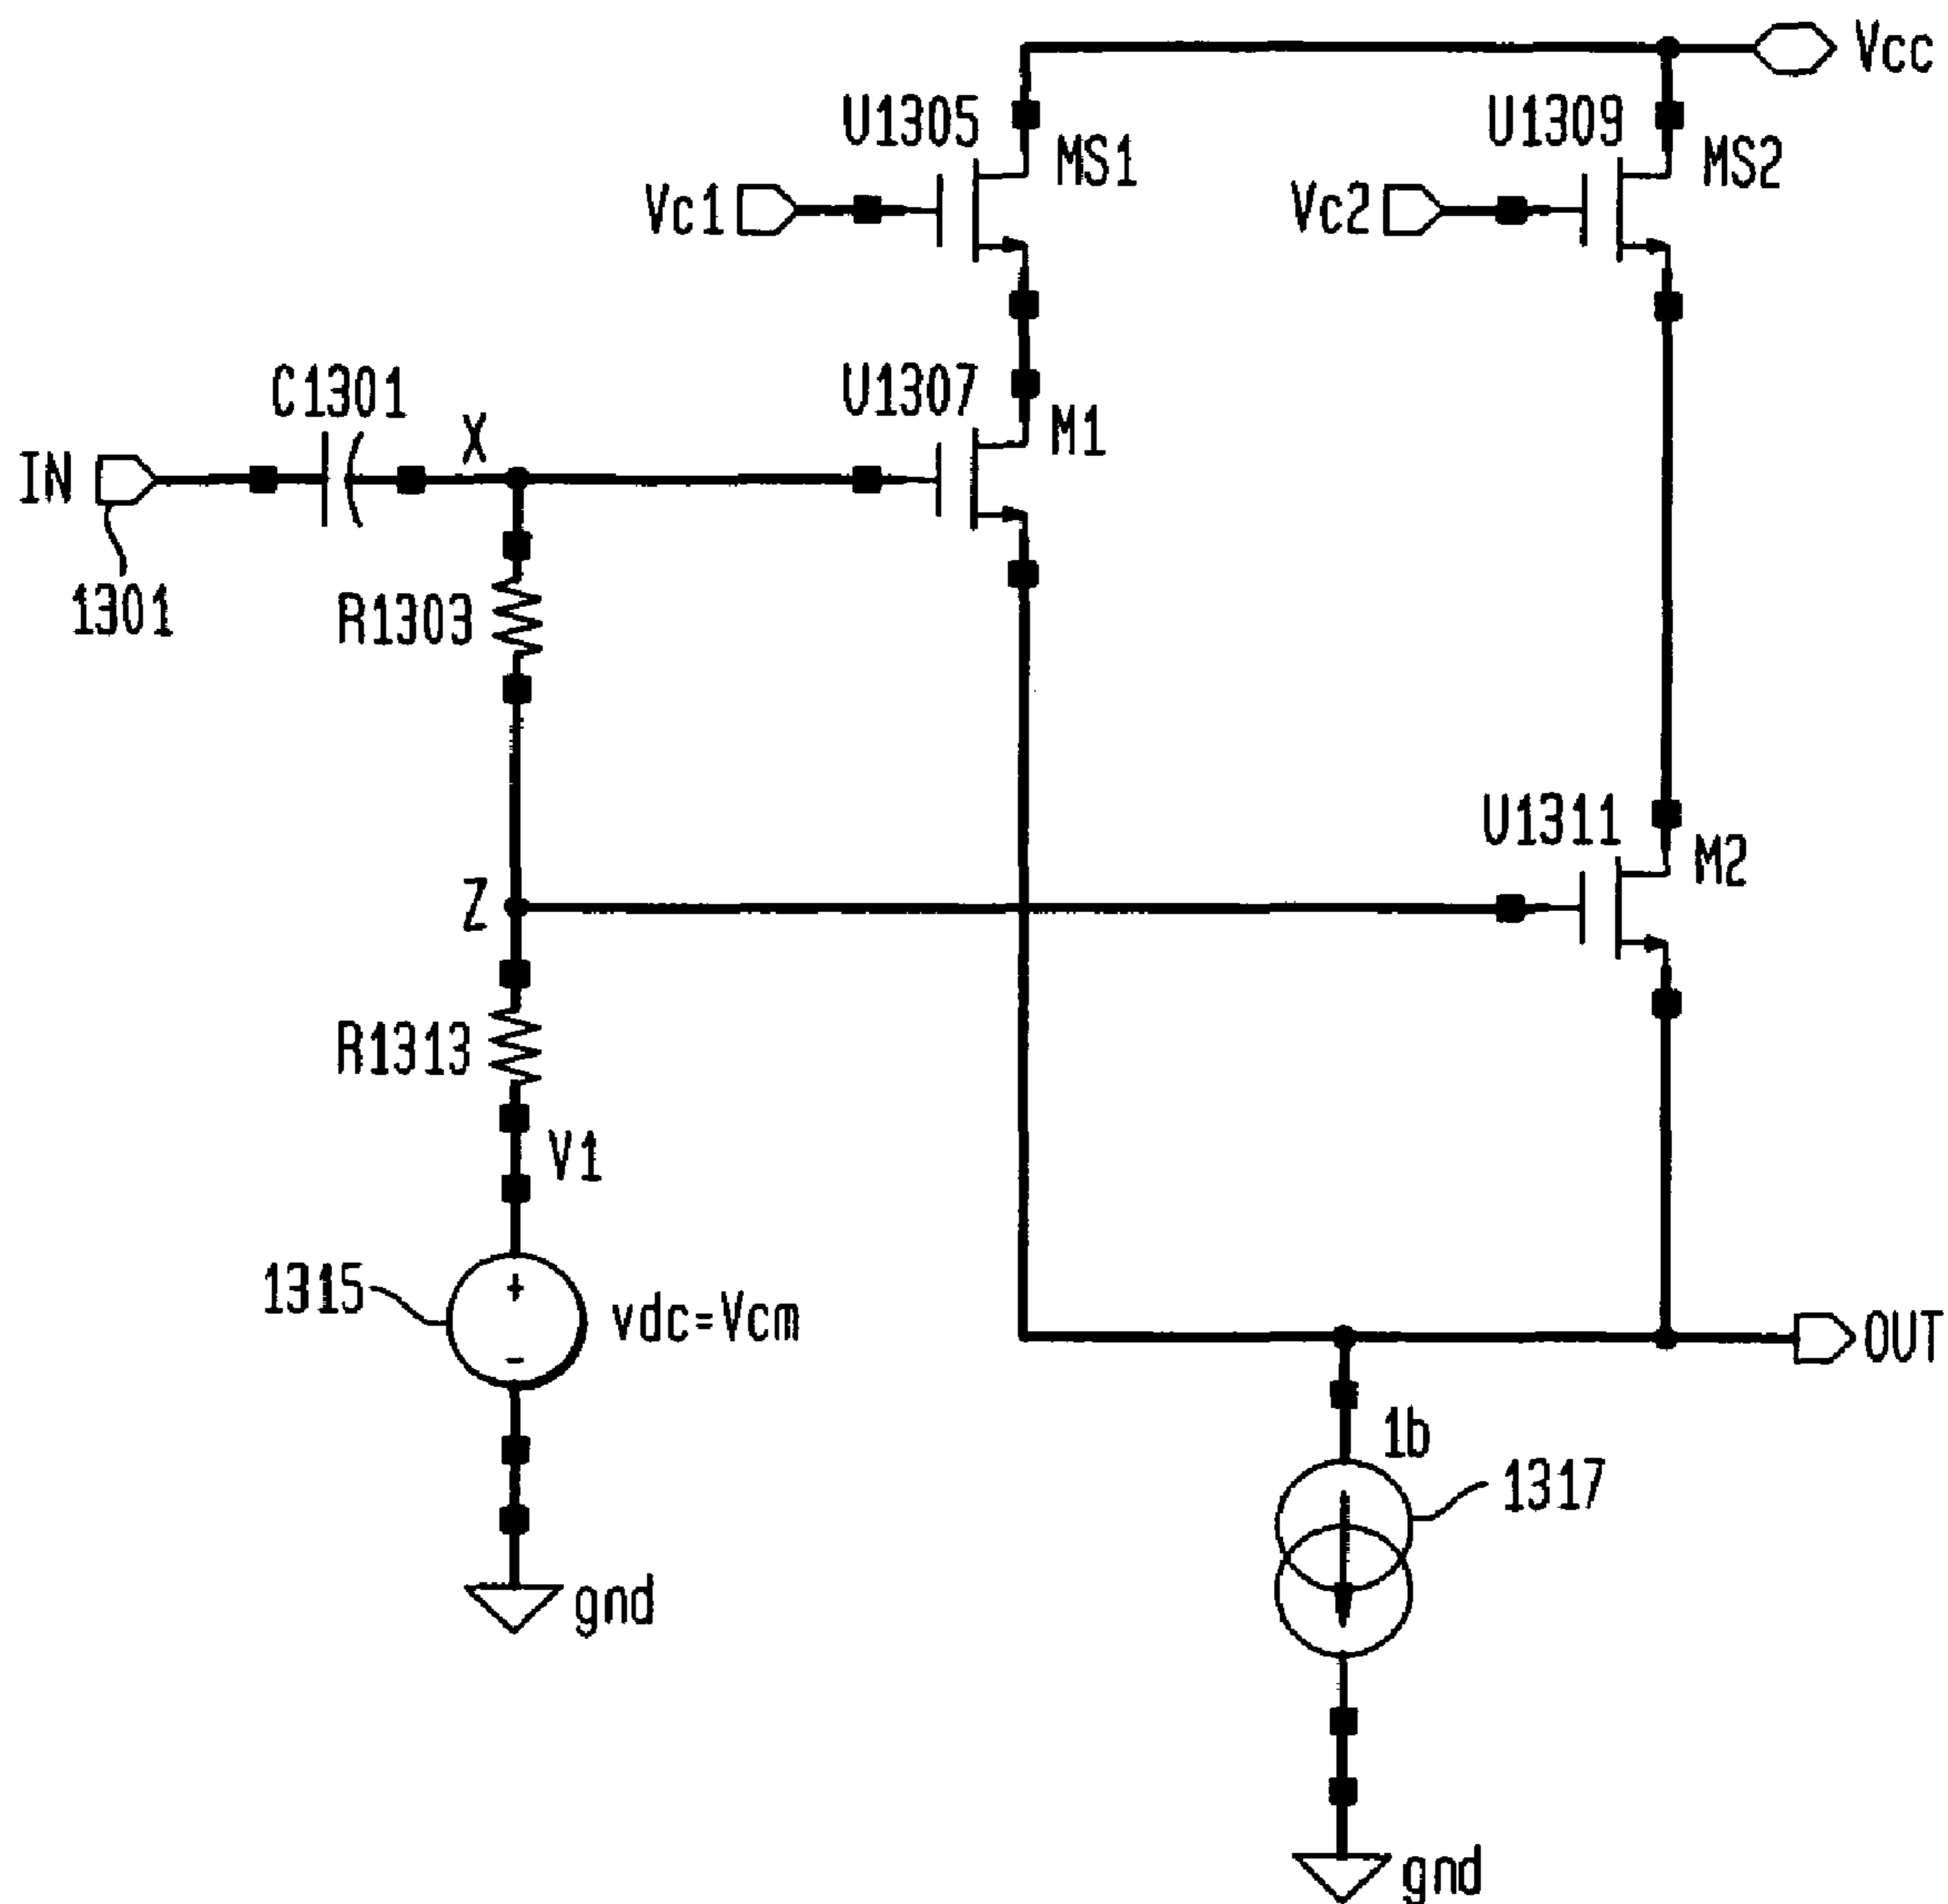 Vcc
U1305
MS1
U1309
MS2
Vc1
Vc2
C1301
X
U1307
M1
IN
1301
R1303
U1311
M2
Z
R1313
V1
1315
+
-
vdc=Vcm
OUT
1b
1317
gnd
gnd